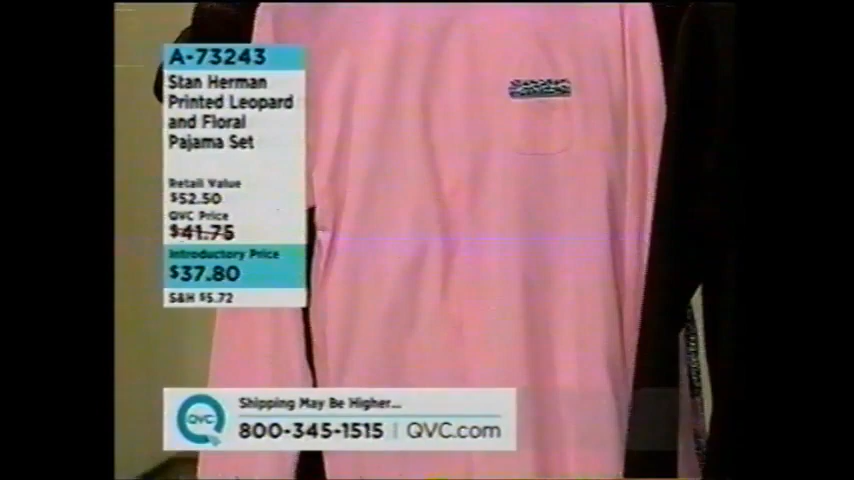 A-73243
Stan Herman
Printed Leopard
and Floral
Pajama Set
Retail Value
$52.50
QVC Price
$41.75
Introductory Price
$37.80
S&H $5.72
QVC
Shipping May Be Higher...
800-345-1515 | QVC.com